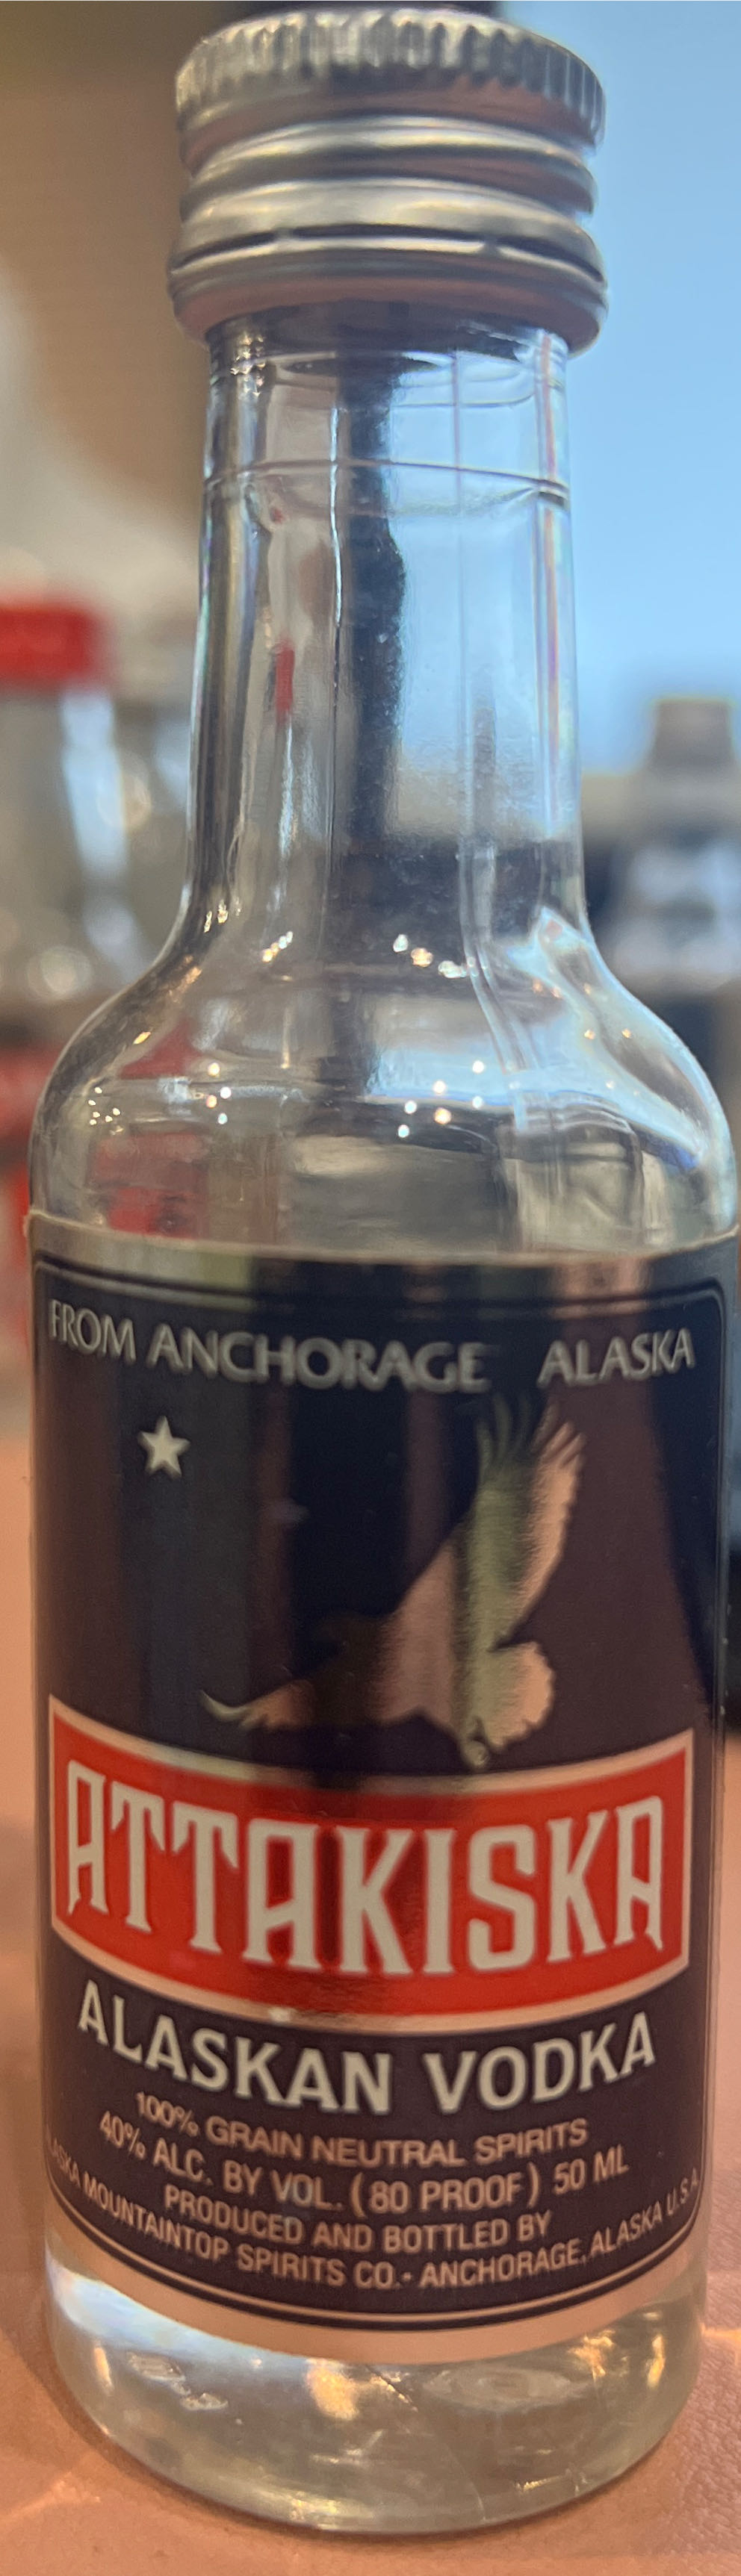 FROM ANCHORAGE ALASKA
ATTAKISKA
ALASKAN VODKA
100% GRAIN NEUTRAL SPIRITS
40% ALC. BY VOL. (80 PROOF) 50 ML
PRODUCED AND BOTTLED BY
ALASKA MOUNTAINTOP SPIRITS CO. · ANCHORAGE, ALASKA U.S.A.